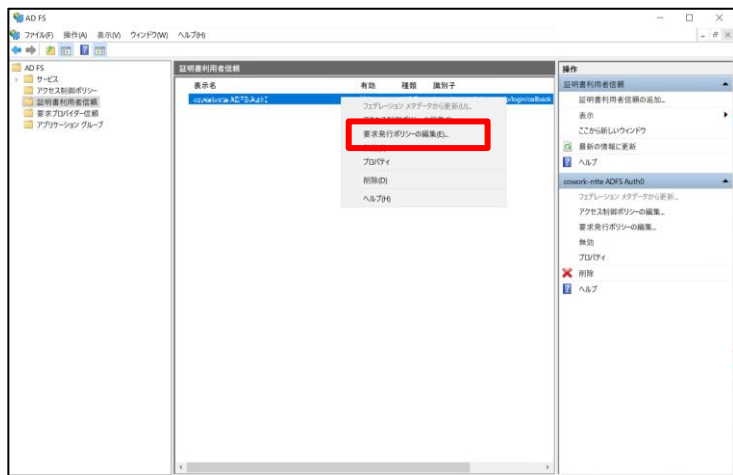 AD FS
ファイル(F) 操作(A) 表示(V) ウィンドウ(W) ヘルプ(H)
AD FS
サービス
アクセス制御ポリシー
証明書利用者信頼
要求プロバイダー信頼
アプリケーション グループ
証明書利用者信頼
表示名 有効 種類 識別子
cowork-ntte ADFS Auth0 p/login/callback
フェデレーション メタデータから更新(U)...
要求発行ポリシーの編集(E)...
プロパティ
削除(D)
ヘルプ(H)
操作
証明書利用者信頼
証明書利用者信頼の追加...
表示
ここから新しいウィンドウ
最新の情報に更新
ヘルプ
cowork-ntte ADFS Auth0
フェデレーション メタデータから更新...
アクセス制御ポリシーの編集...
要求発行ポリシーの編集...
無効
プロパティ
削除
ヘルプ